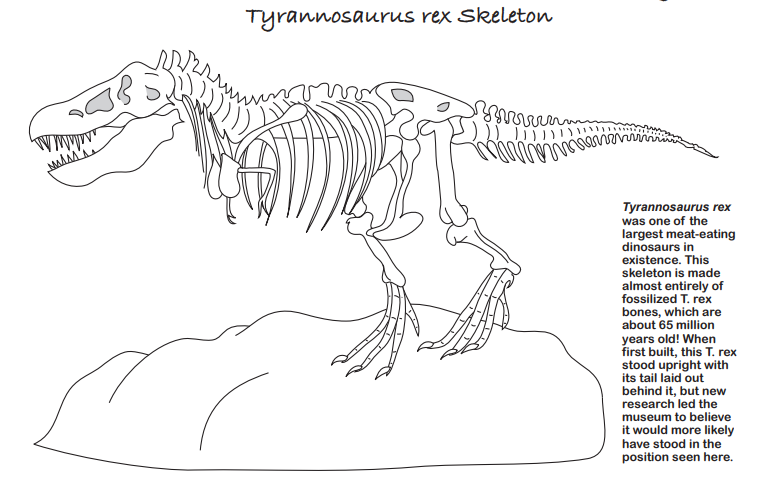 Tyrannosaurus rex Skeleton
Tyrannosaurus rex
was one of the
largest meat-eating
dinosaurs in
existence. This
skeleton is made
almost entirely of
fossilized T. rex
bones, which are
about 65 million
years old! When
first built, this T. rex
stood upright with
its tail laid out
behind it, but new
research led the
museum to believe
it would more likely
have stood in the
position seen here.